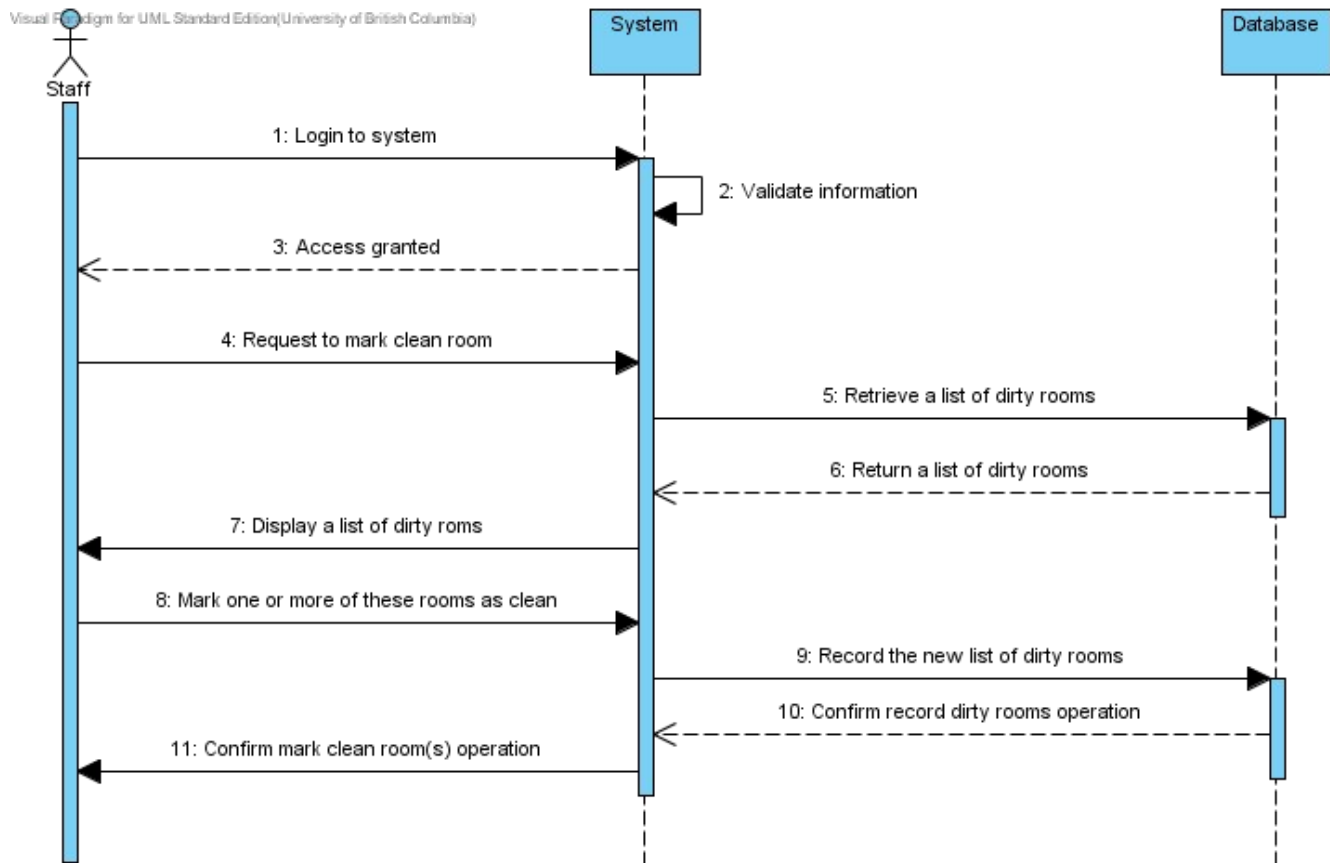 Visual Paradigm for UML Standard Edition(University of British Columbia)
System
Database
Staff
1: Login to system
2: Validate information
3: Access granted
4: Request to mark clean room
5: Retrieve a list of dirty rooms
6: Return a list of dirty rooms
7: Display a list of dirty roms
8: Mark one or more of these rooms as clean
9: Record the new list of dirty rooms
10: Confirm record dirty rooms operation
11: Confirm mark clean room(s) operation